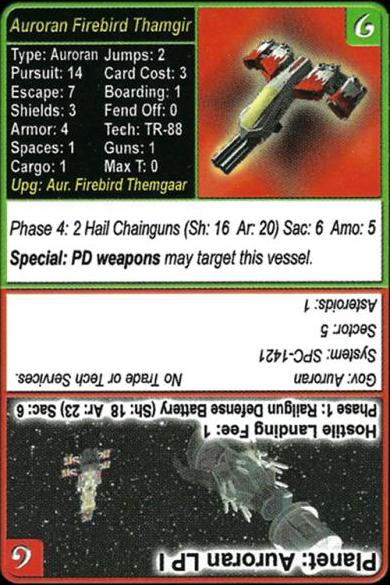 Auroran Firebird Thamgir
6
Type: Auroran Jumps: 2
Pursuit: 14 Card Cost: 3
Escape: 7 Boarding: 1
Shields: 3 Fend Off: 0
Armor: 4 Tech: TR-88
Spaces: 1 Guns: 1
Cargo: 1 Max T: 0
Upg: Aur. Firebird Themgaar
Phase 4: 2 Hail Chainguns (Sh: 16 Ar: 20) Sac: 6 Amo: 5
Special: PD weapons may target this vessel.
Planet: Auroran LP I
6
Hostile Landing Fee: 1
Phase 1: Railgun Defense Battery (Sh: 18 Ar: 23) Sac: 6
Gov: Auroran No Trade or Tech Services.
System: SPC-1421
Sector: 5
Asteroids: 1